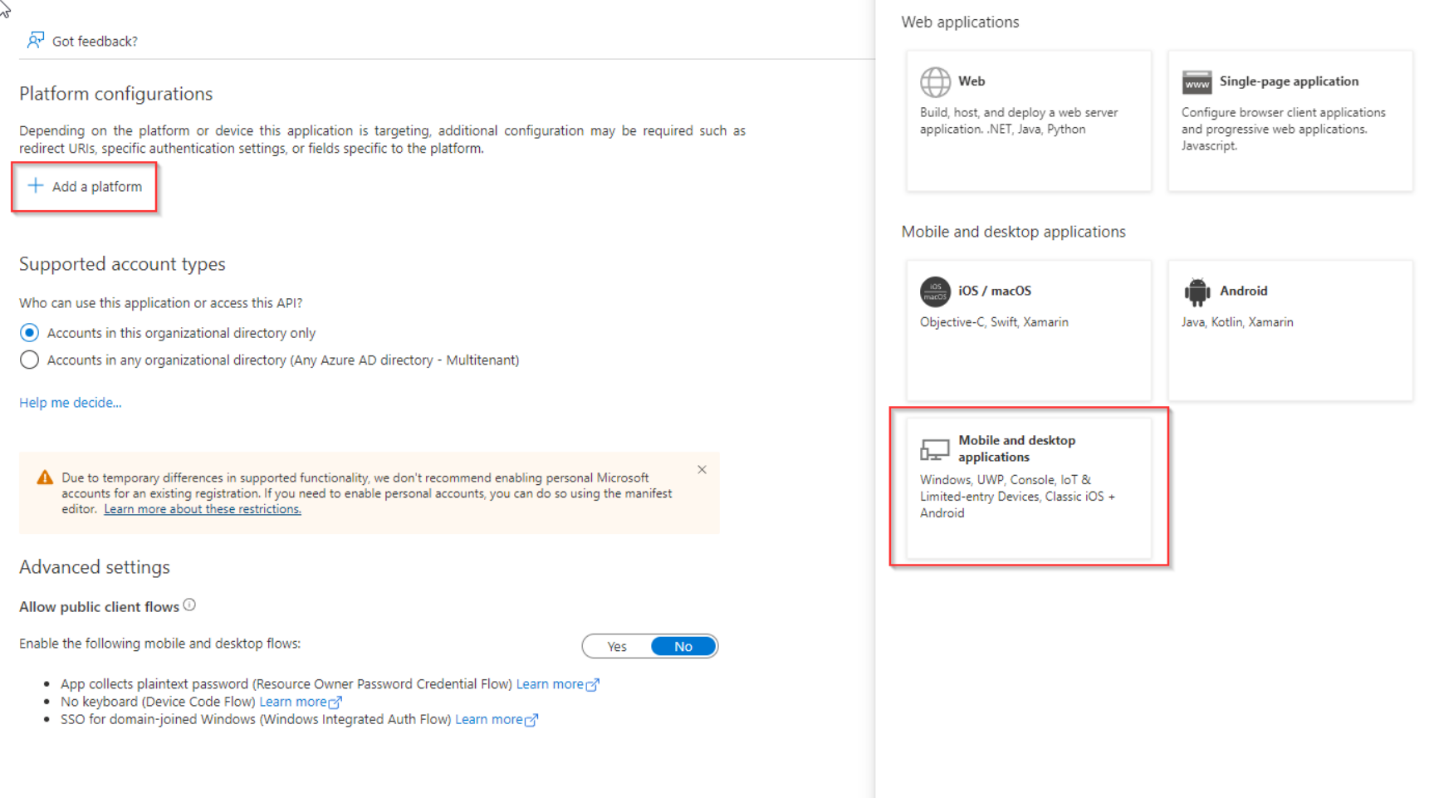 Got feedback?
Platform configurations
Depending on the platform or device this application is targeting, additional configuration may be required such as
redirect URIs, specific authentication settings, or fields specific to the platform.
Add a platform
Supported account types
Who can use this application or access this API?
Accounts in this organizational directory only
Accounts in any organizational directory (Any Azure AD directory - Multitenant)
Help me decide...
Due to temporary differences in supported functionality, we don't recommend enabling personal Microsoft
accounts for an existing registration. If you need to enable personal accounts, you can do so using the manifest
editor. Learn more about these restrictions.
Advanced settings
Allow public client flows
Enable the following mobile and desktop flows:
Yes No
App collects plaintext password (Resource Owner Password Credential Flow) Learn more
No keyboard (Device Code Flow) Learn more
SSO for domain-joined Windows (Windows Integrated Auth Flow) Learn more
Web applications
Web
Build, host, and deploy a web server
application. .NET, Java, Python
www
Single-page application
Configure browser client applications
and progressive web applications.
Javascript.
Mobile and desktop applications
iOS
macOS
iOS / macOS
Objective-C, Swift, Xamarin
Android
Java, Kotlin, Xamarin
Mobile and desktop
applications
Windows, UWP, Console, IoT &
Limited-entry Devices, Classic iOS +
Android